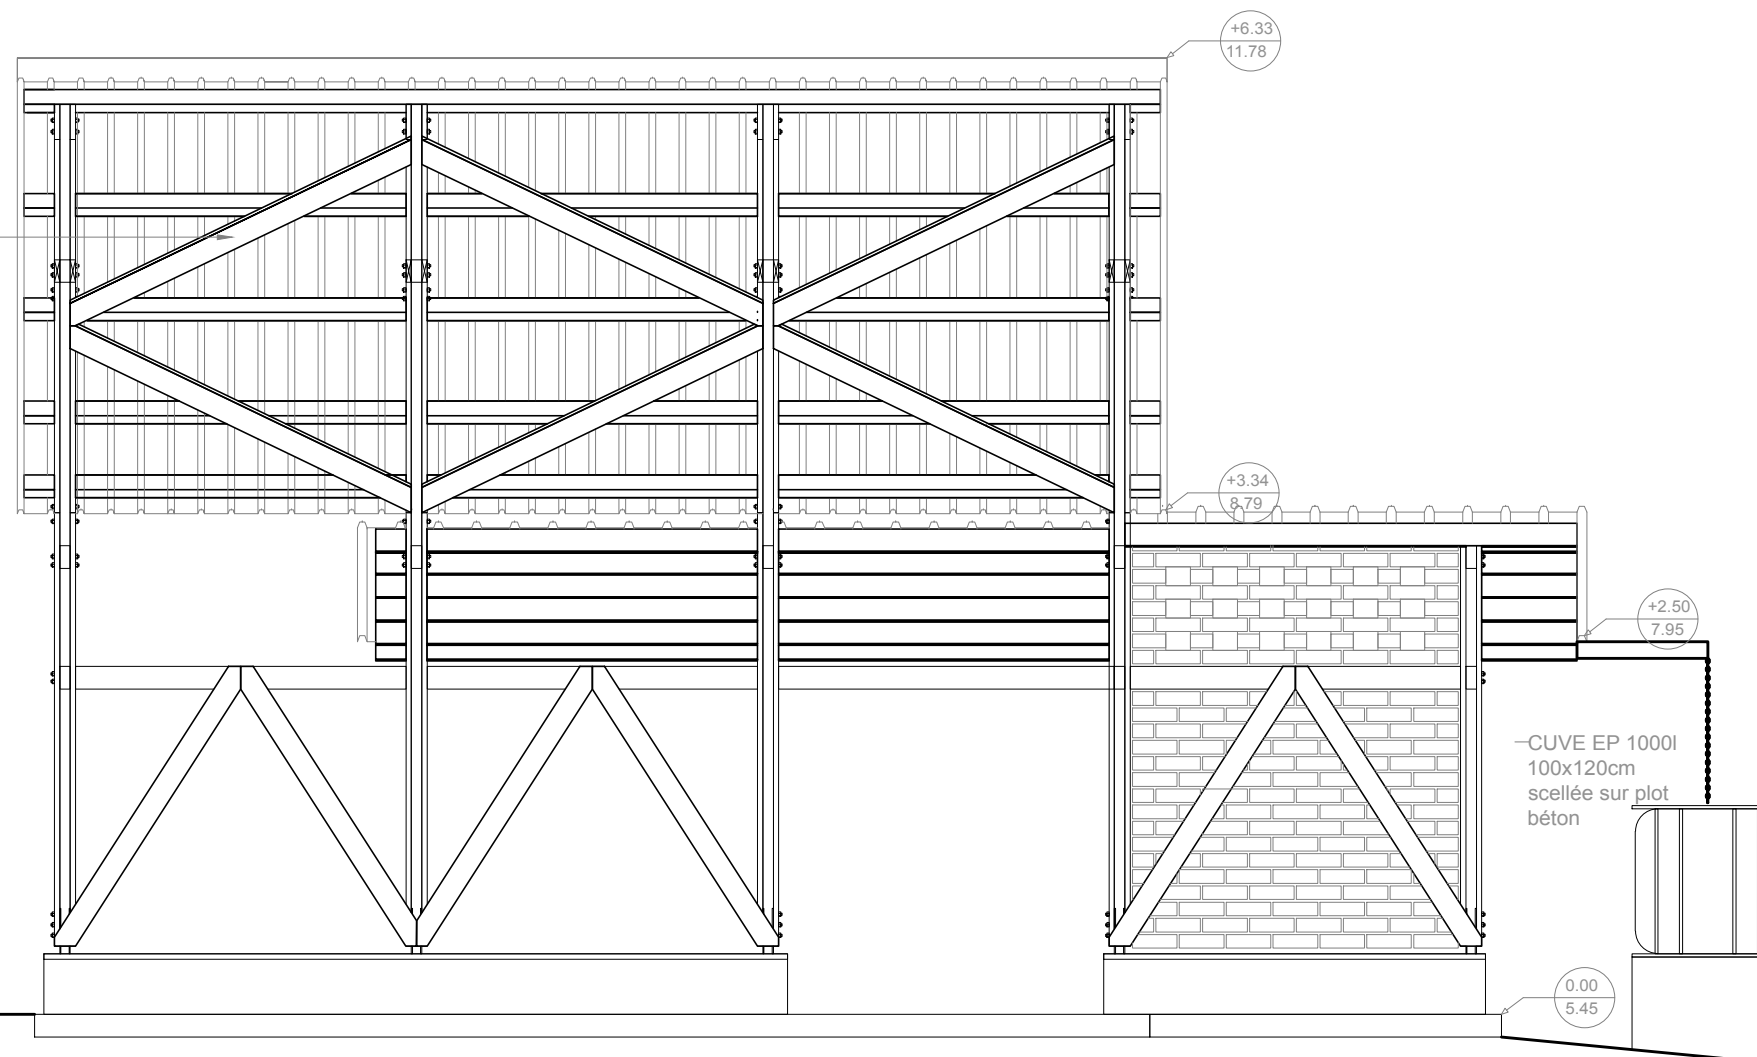 +6.33
11.78
+3.34
8.79
+2.50
7.95
CUVE EP 1000l
100x120cm
scellée sur plot
béton
0.00
5.45